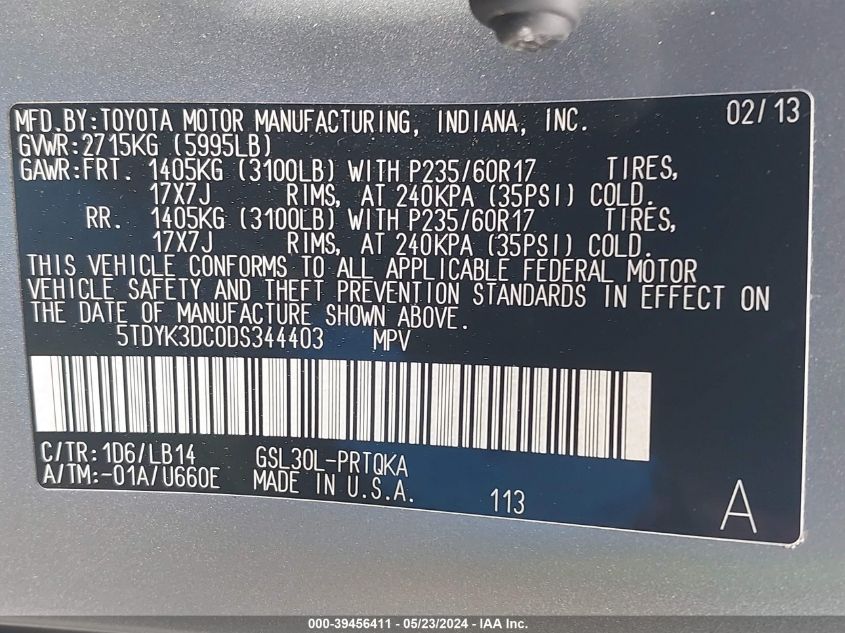 MFD.BY:TOYOTA MOTOR MANUFACTURING, INDIANA, INC. 02/13
GVWR:2715KG (5995LB)
GAWR:FRT. 1405KG (3100LB) WITH P235/60R17 TIRES,
17X7J RIMS, AT 240KPA (35PSI) COLD.
RR. 1405KG (3100LB) WITH P235/60R17 TIRES,
17X7J RIMS, AT 240KPA (35PSI) COLD.
THIS VEHICLE CONFORMS TO ALL APPLICABLE FEDERAL MOTOR
VEHICLE SAFETY AND THEFT PREVENTION STANDARDS IN EFFECT ON
THE DATE OF MANUFACTURE SHOWN ABOVE.
5TDYK3DC0DS344403 MPV
C/TR:1D6/LB14 GSL30L-PRTQKA
A/TM:-01A/U660E MADE IN U.S.A.
113 A
000-39456411 - 05/23/2024 - IAA Inc.